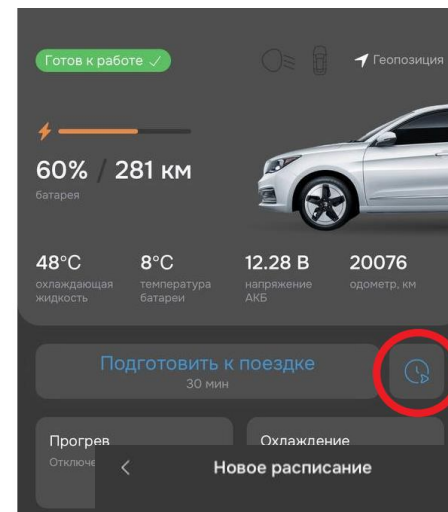 Готов к работе
Геопозиция
60% / 281 км
батарея
48°C 8°C 12.28 В 20076
охлаждающая температура напряжение одометр, км
жидкость батареи АКБ
Подготовить к поездке
30 мин
Прогрев Охлаждение
Отключе
Новое расписание